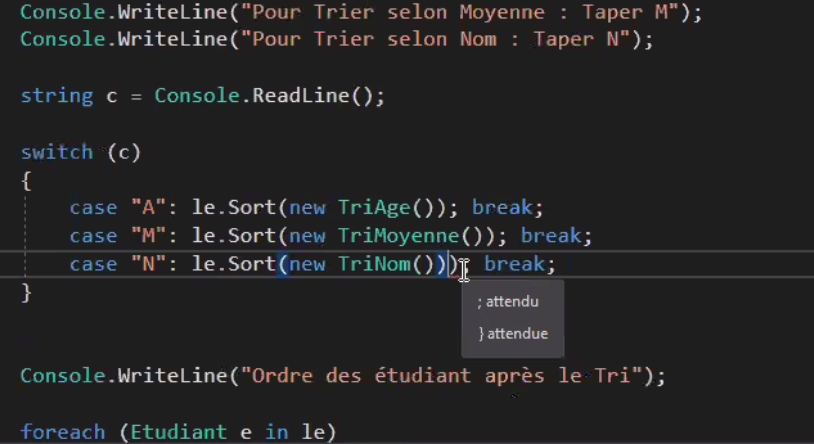 Console.WriteLine("Pour Trier selon Moyenne : Taper M");
Console.WriteLine("Pour Trier selon Nom : Taper N");
string c = Console.ReadLine();
switch (c)
{
case "A": le.Sort(new TriAge()); break;
case "M": le.Sort(new TriMoyenne()); break;
case "N": le.Sort(new TriNom())); break;
; attendu
}
} attendue
Console.WriteLine("Ordre des étudiant après le Tri");
foreach (Etudiant e in le)